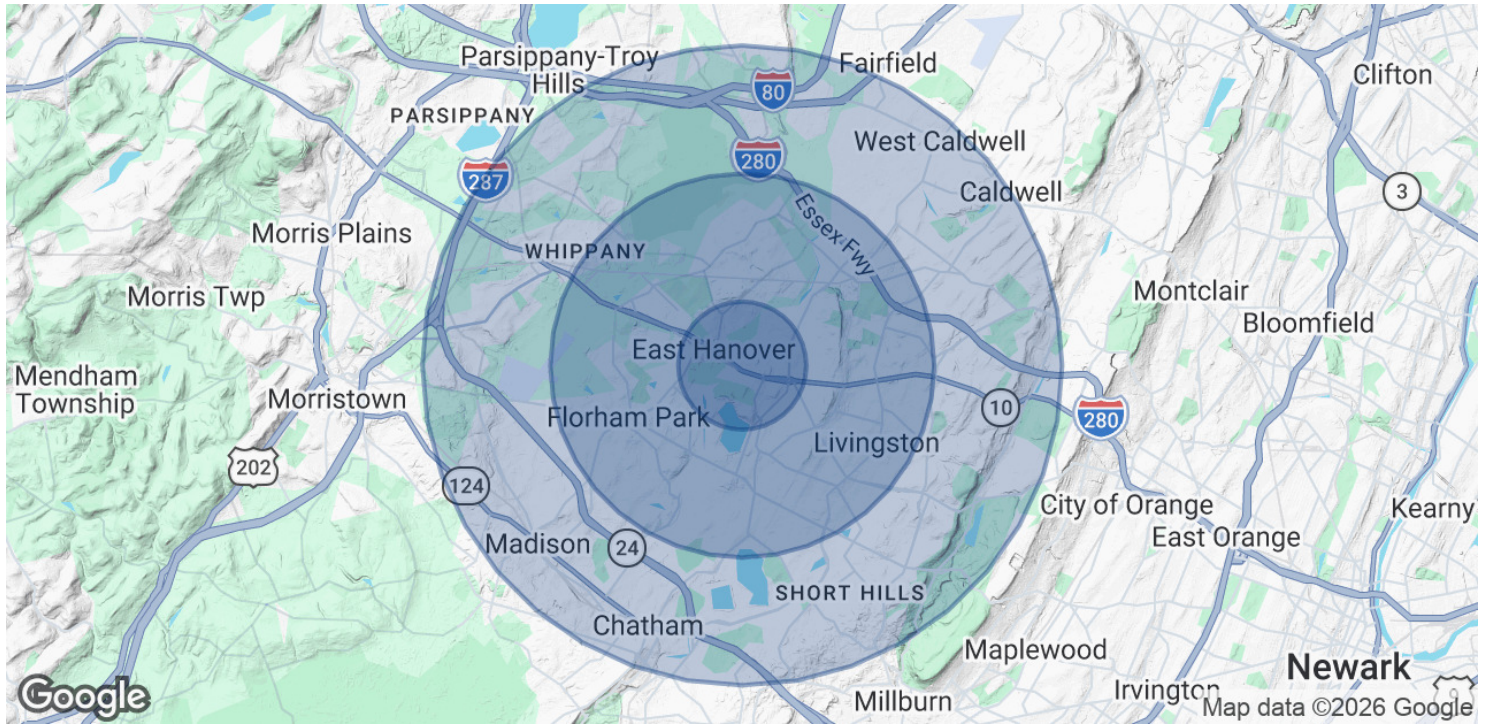 Parsippany-Troy
Hills
Fairfield
80
Clifton
PARSIPPANY
280
West Caldwell
287
Caldwell
3
Essex Fwy
Morris Plains
WHIPPANY
Morris Twp
Montclair
Bloomfield
East Hanover
Mendham
Township
Morristown
10
280
Florham Park
Livingston
202
124
City of Orange
Kearny
East Orange
Madison
24
SHORT HILLS
Chatham
Maplewood
Newark
Irvington
9
Millburn
Google
Map data ©2026 Google